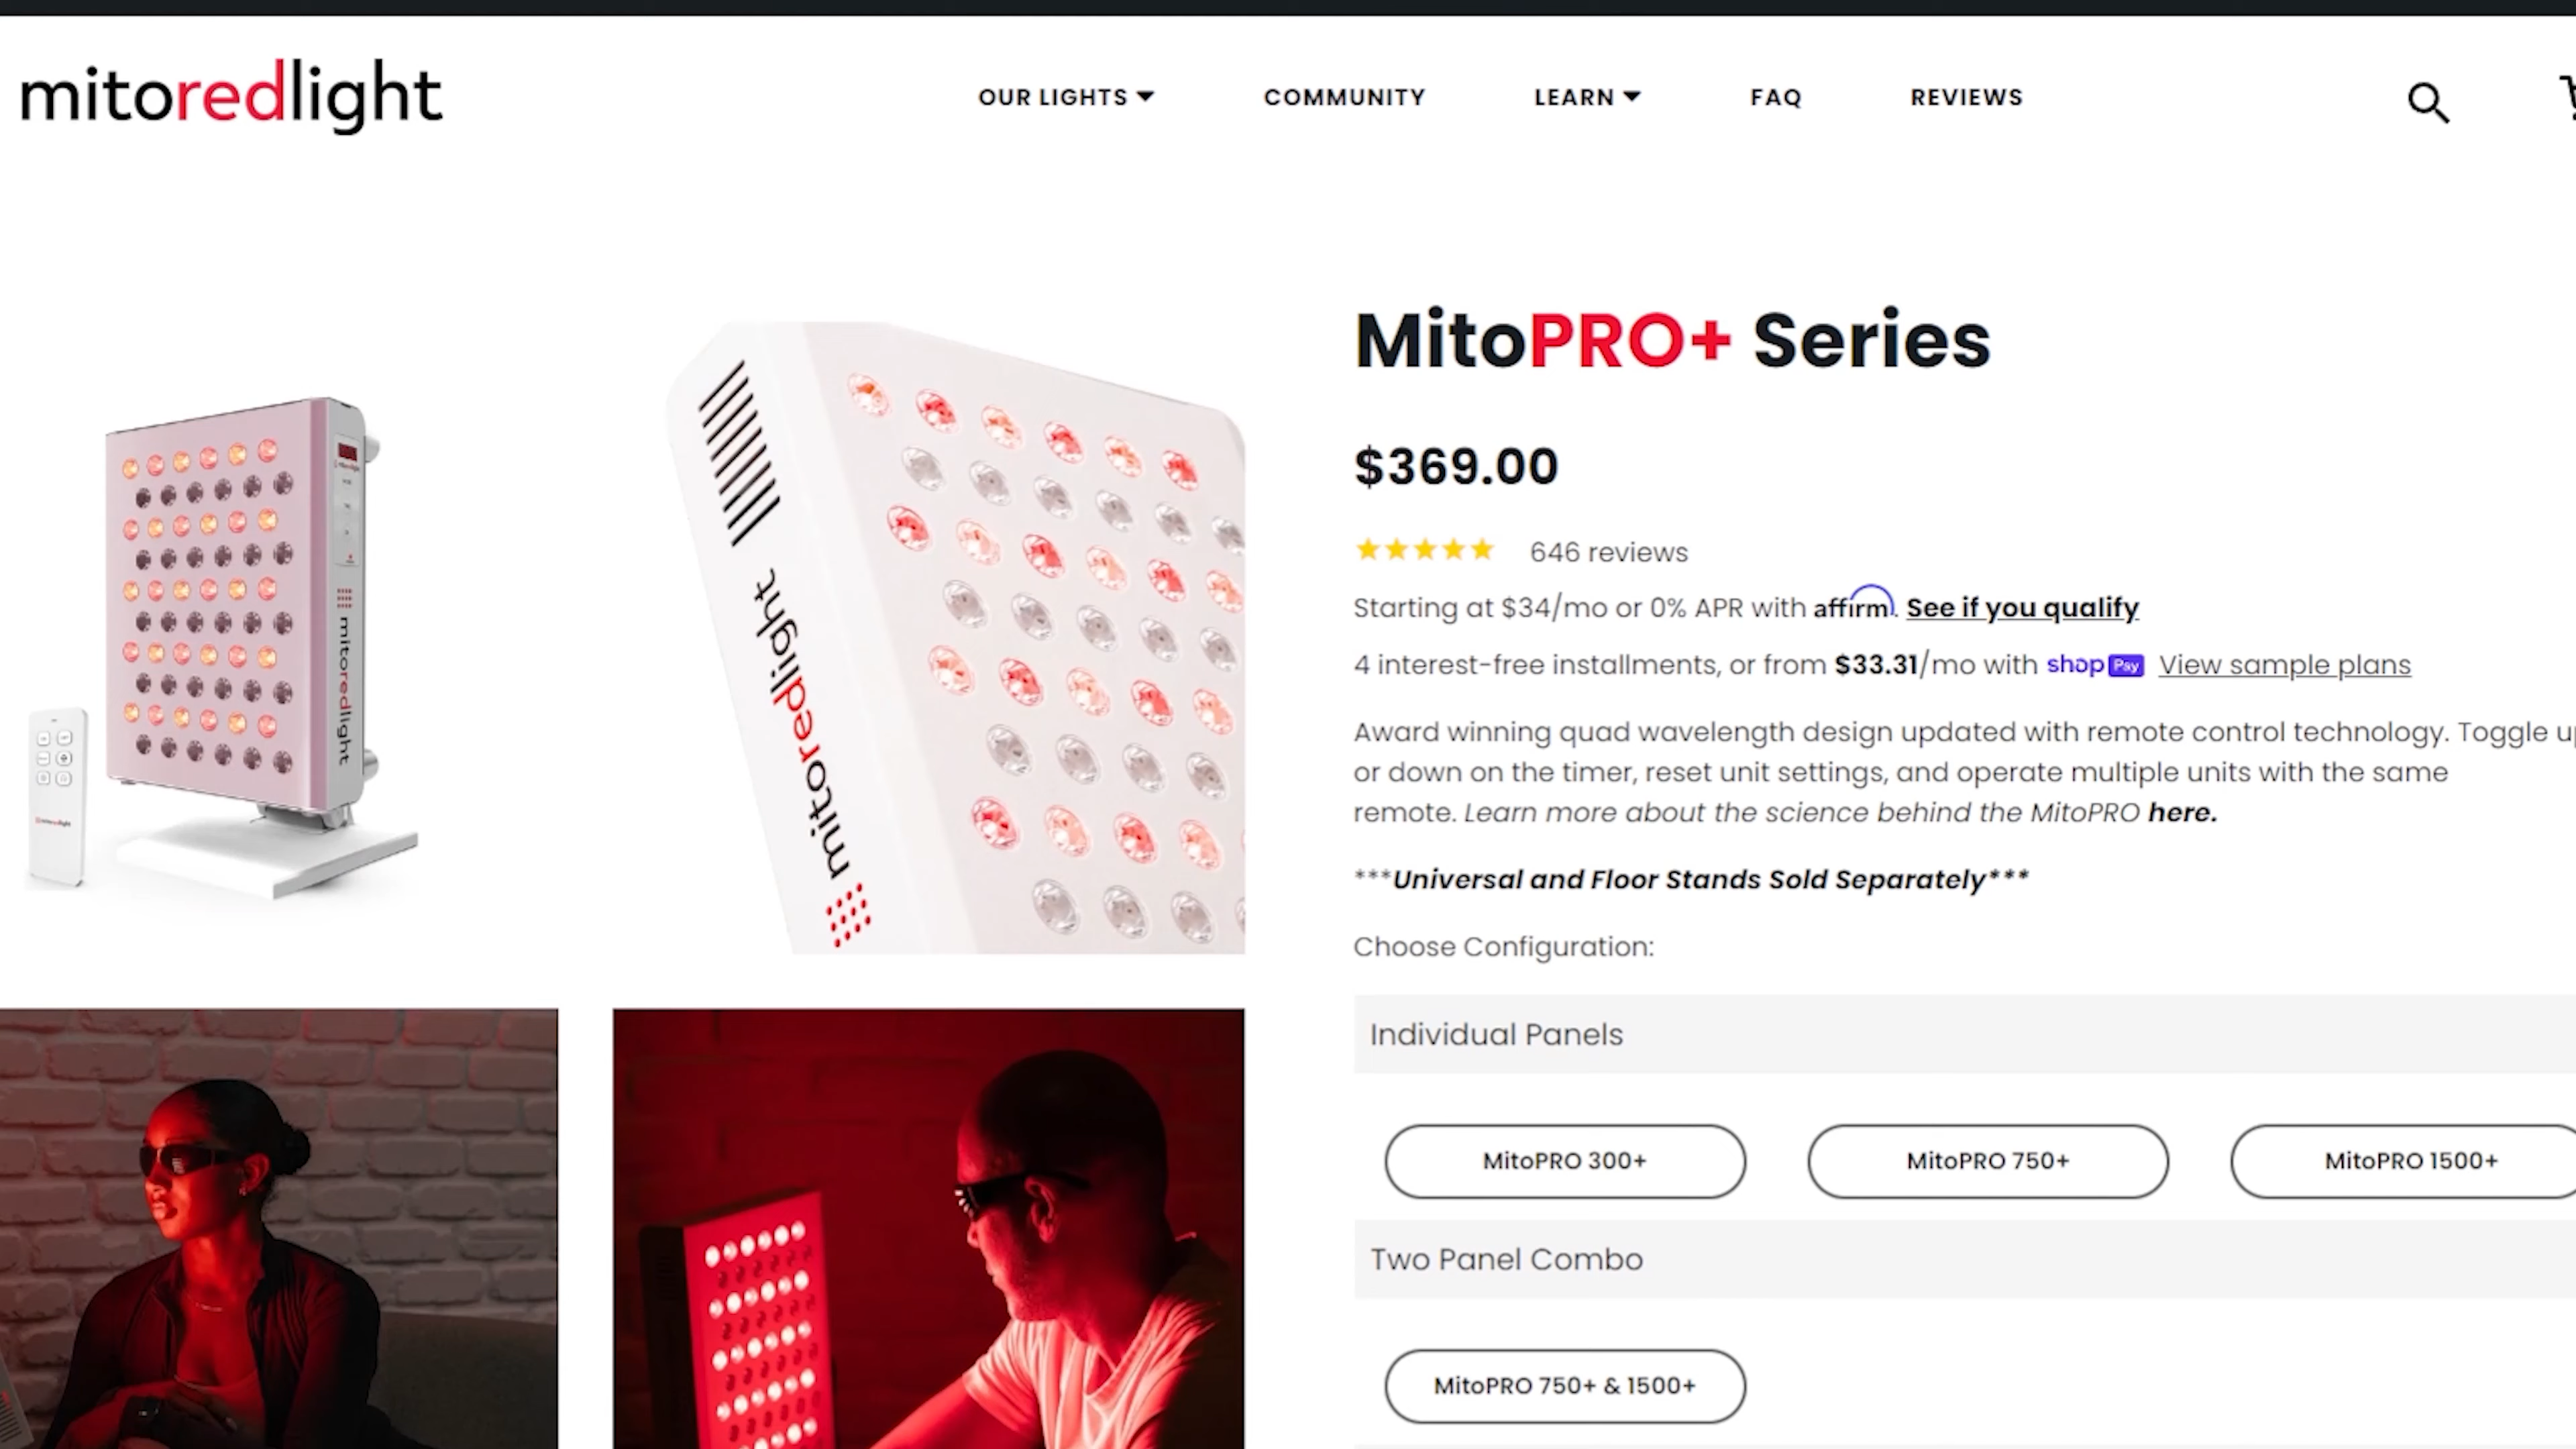 mitoredlight
OUR LIGHTS
COMMUNITY
LEARN
FAQ
REVIEWS
MitoPRO+ Series
$369.00
646 reviews
Starting at $34/mo or 0% APR with affirm. See if you qualify
4 interest-free installments, or from $33.31/mo with shop Pay View sample plans
Award winning quad wavelength design updated with remote control technology. Toggle
or down on the timer, reset unit settings, and operate multiple units with the same
remote. Learn more about the science behind the MitoPRO here.
***Universal and Floor Stands Sold Separately***
Choose Configuration:
Individual Panels
MitoPRO 300+
MitoPRO 750+
MitoPRO 1500+
Two Panel Combo
MitoPRO 750+ & 1500+
mitoredlight
mitoredlight